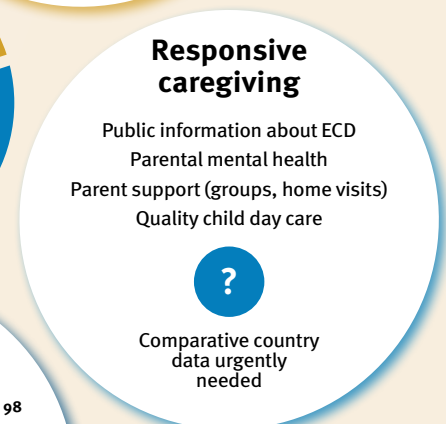 Responsive
caregiving
Public information about ECD
Parental mental health
Parent support (groups, home visits)
Quality child day care
?
Comparative country
data urgently
needed
98